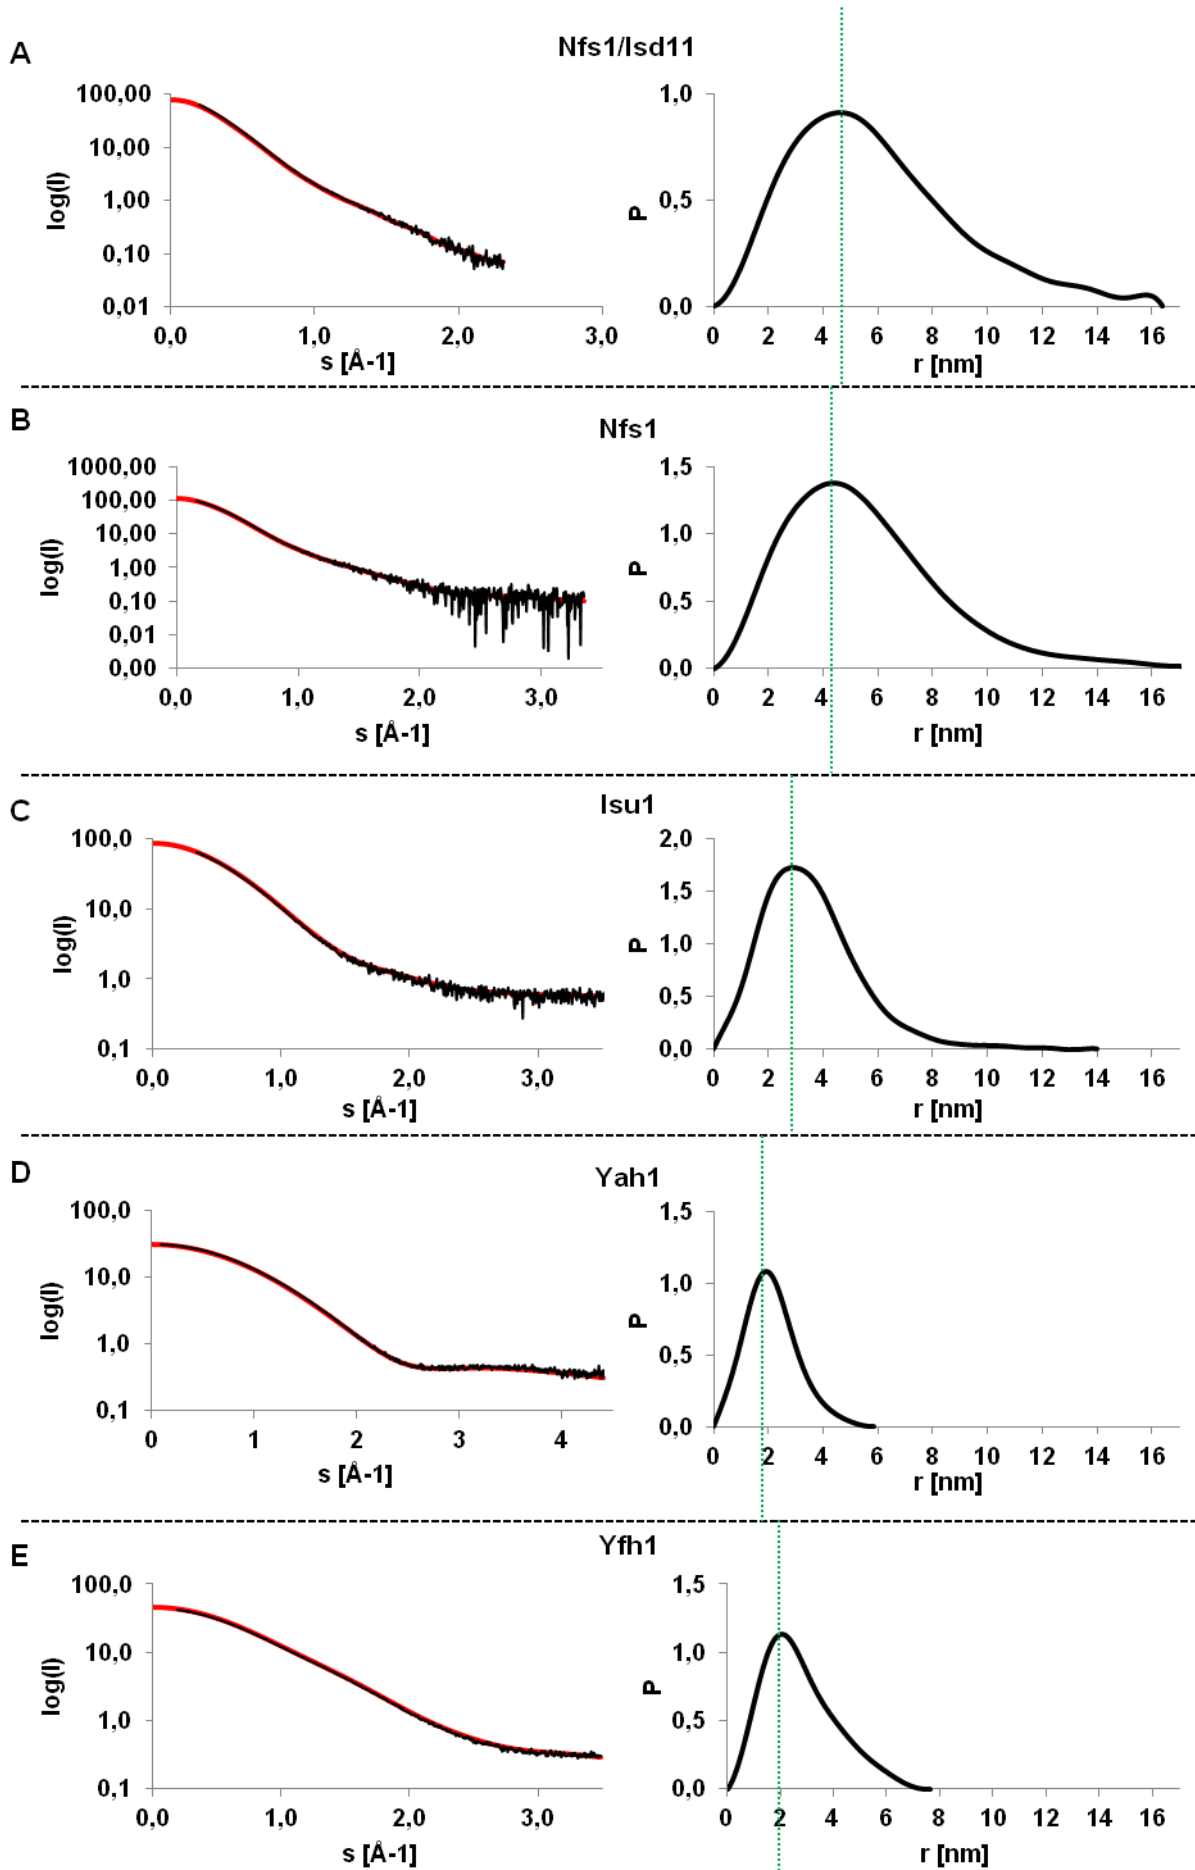 A
Nfs1/Isd11
100,00
10,00
1,00
0,10
0,01
log(I)
0,0 1,0 2,0 3,0
s [Å-1]
1,0
0,5
0,0
P
0 2 4 6 8 10 12 14 16
r [nm]
B
Nfs1
1000,00
100,00
10,00
1,00
0,10
0,01
0,00
log(I)
0,0 1,0 2,0 3,0
s [Å-1]
1,5
1,0
0,5
0,0
P
0 2 4 6 8 10 12 14 16
r [nm]
C
Isu1
100,0
10,0
1,0
0,1
log(I)
0,0 1,0 2,0 3,0
s [Å-1]
2,0
1,5
1,0
0,5
0,0
P
0 2 4 6 8 10 12 14 16
r [nm]
D
Yah1
100,0
10,0
1,0
0,1
log(I)
0 1 2 3 4
s [Å-1]
1,5
1,0
0,5
0,0
P
0 2 4 6 8 10 12 14 16
r [nm]
E
Yfh1
100,0
10,0
1,0
0,1
log(I)
0,0 1,0 2,0 3,0
s [Å-1]
1,5
1,0
0,5
0,0
P
0 2 4 6 8 10 12 14 16
r [nm]